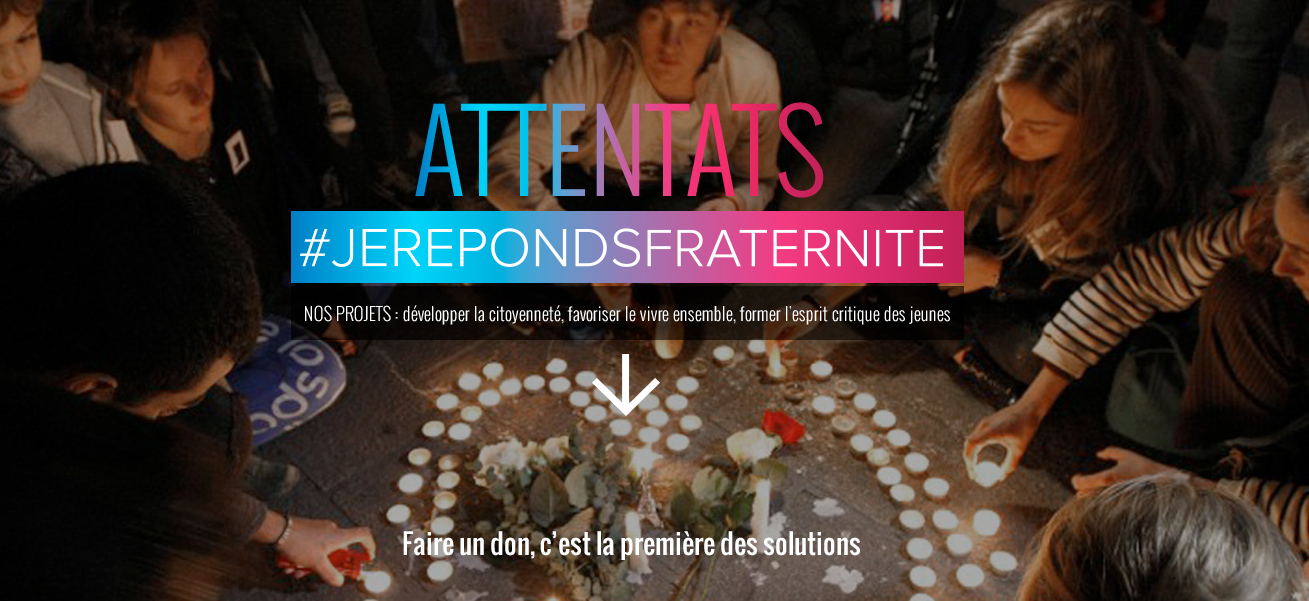 ATTENTATS
#JEREPONDSFRATERNITE
NOS PROJETS : développer la citoyenneté, favoriser le vivre ensemble, former l'esprit critique des jeunes
Faire un don, c'est la première des solutions